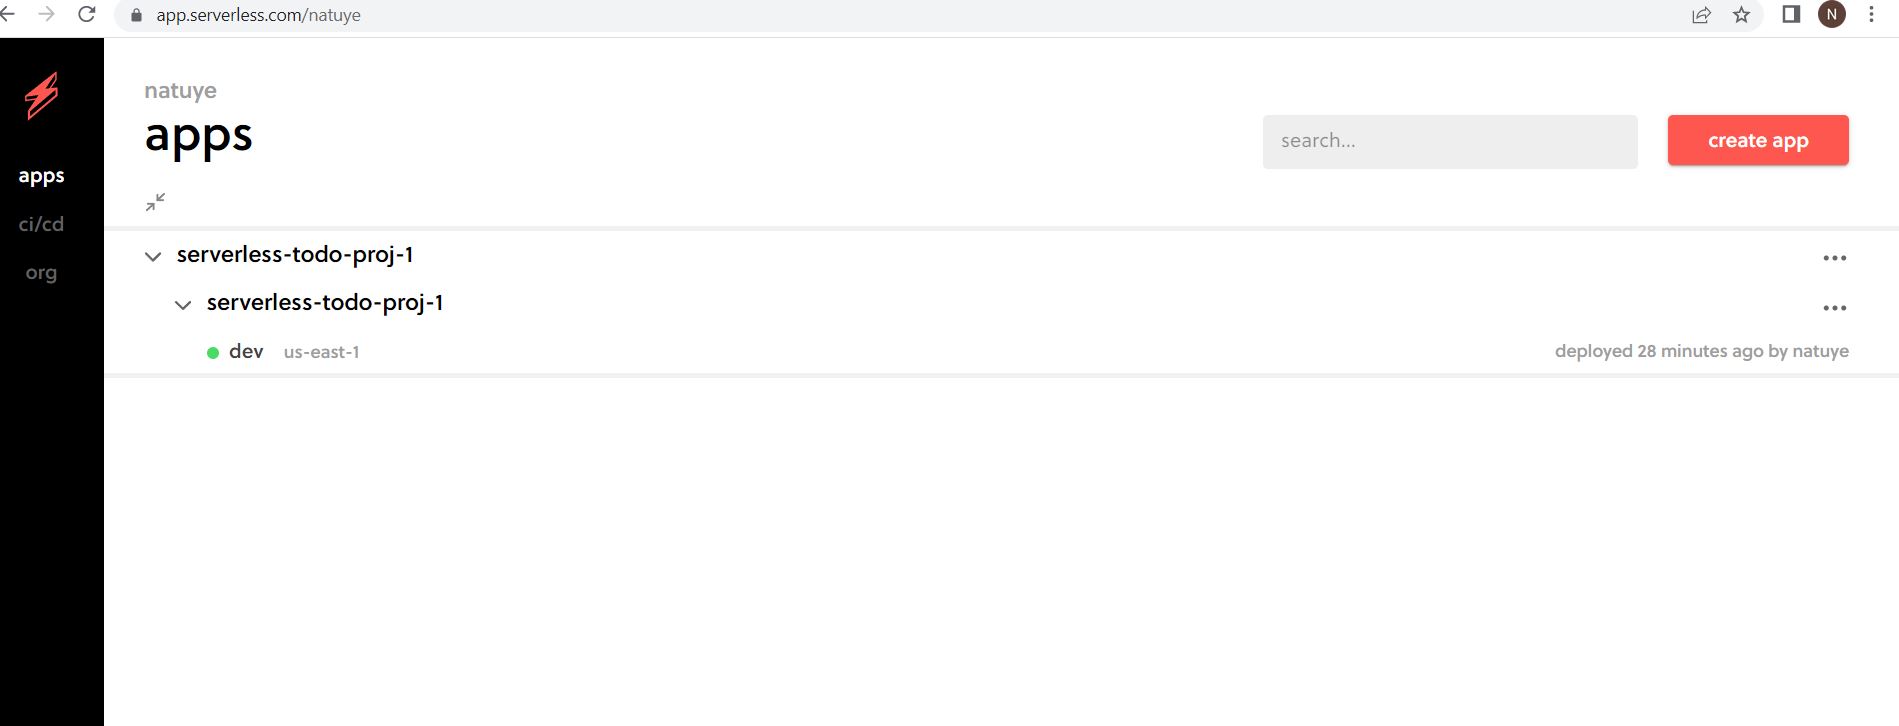 app.serverless.com/natuye
N
natuye
apps
search...
create app
apps
ci/cd
org
serverless-todo-proj-1
serverless-todo-proj-1
dev us-east-1 deployed 28 minutes ago by natuye